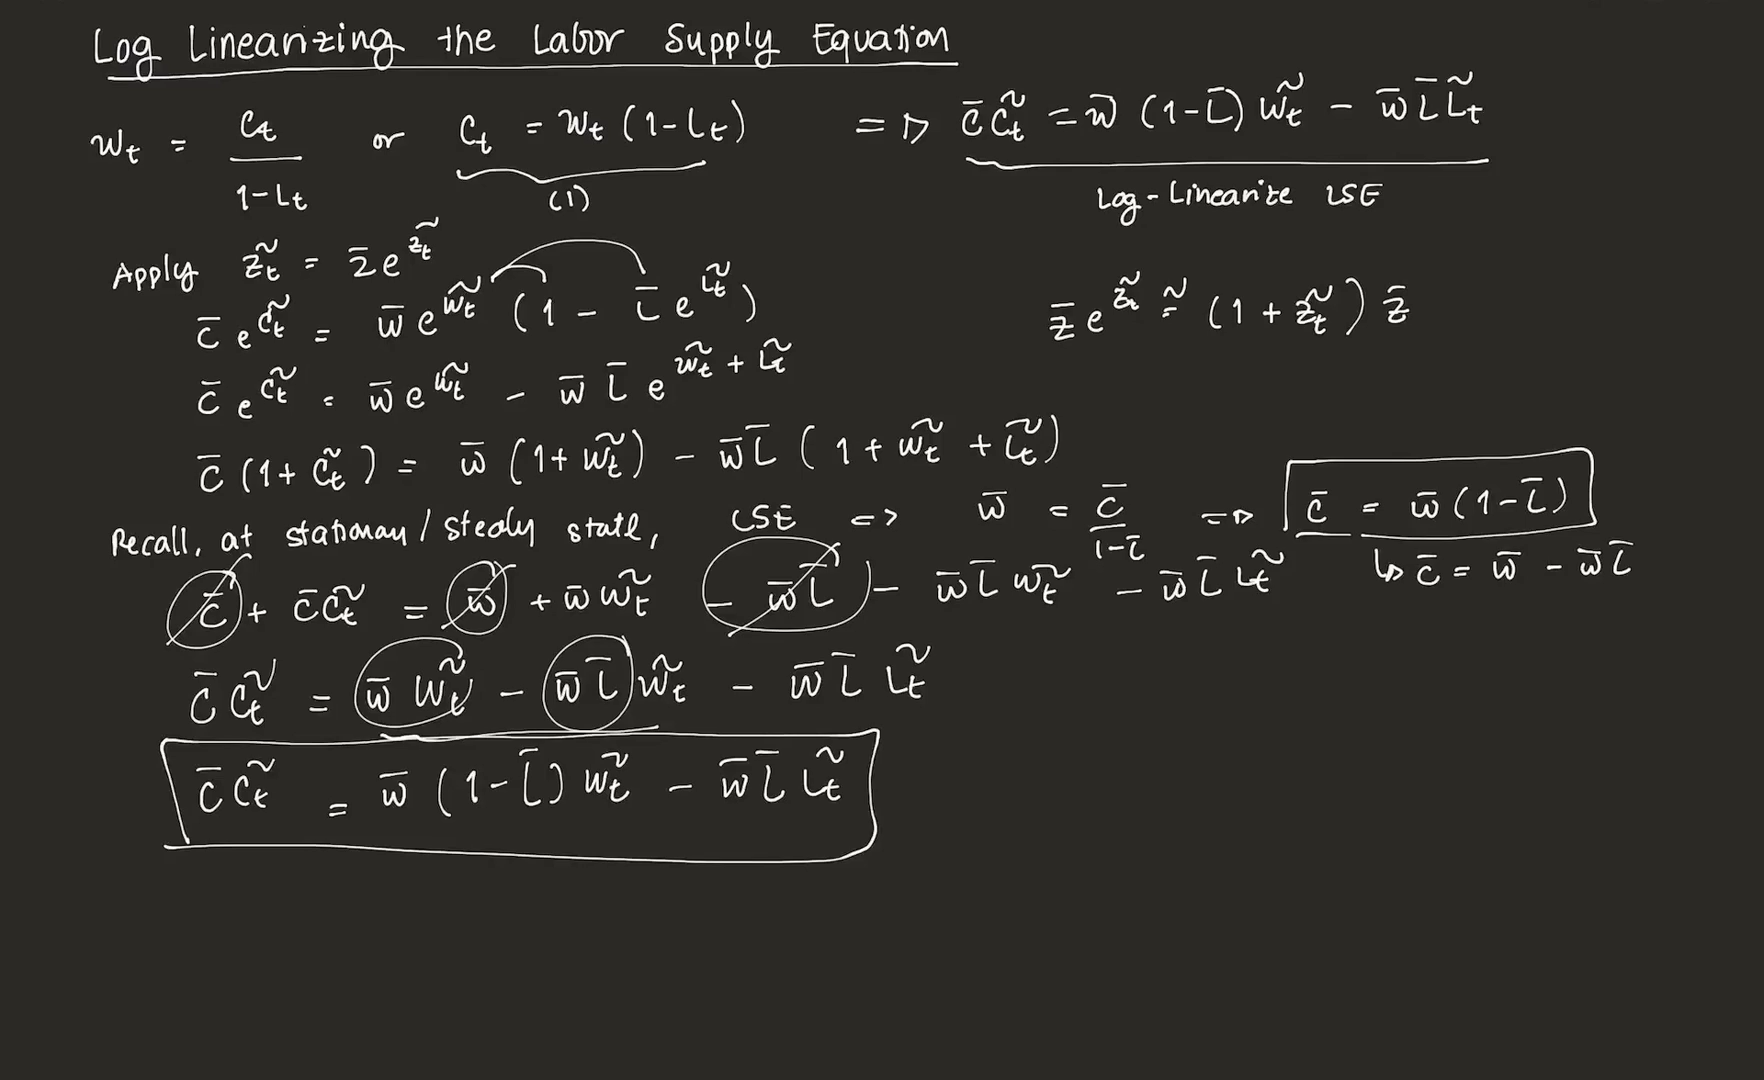 Log Linearizing the Labor Supply Equation
w_t = C_t / (1-L_t) or C_t = w_t (1-L_t) => c̄ c̃_t = w̄ (1-L̄) w̃_t - w̄ L̄ L̃_t
(1)
Log-Linearize LSE
Apply z̃_t = z̄ e^{z̃_t}
c̄ e^{c̃_t} = w̄ e^{w̃_t} (1 - L̄ e^{L̃_t})
z̄ e^{z̃_t} ≃ (1 + z̃_t) z̄
c̄ e^{c̃_t} = w̄ e^{w̃_t} - w̄ L̄ e^{w̃_t + L̃_t}
c̄ (1 + c̃_t) = w̄ (1 + w̃_t) - w̄ L̄ (1 + w̃_t + L̃_t)
Recall, at stationary / steady state, LSE <=> w̄ = c̄ / (1-L̄) => c̄ = w̄ (1-L̄)
↳ c̄ = w̄ - w̄ L̄
c̄ + c̄ c̃_t = w̄ + w̄ w̃_t - w̄ L̄ - w̄ L̄ w̃_t - w̄ L̄ L̃_t
c̄ c̃_t = w̄ w̃_t - w̄ L̄ w̃_t - w̄ L̄ L̃_t
c̄ c̃_t = w̄ (1-L̄) w̃_t - w̄ L̄ L̃_t